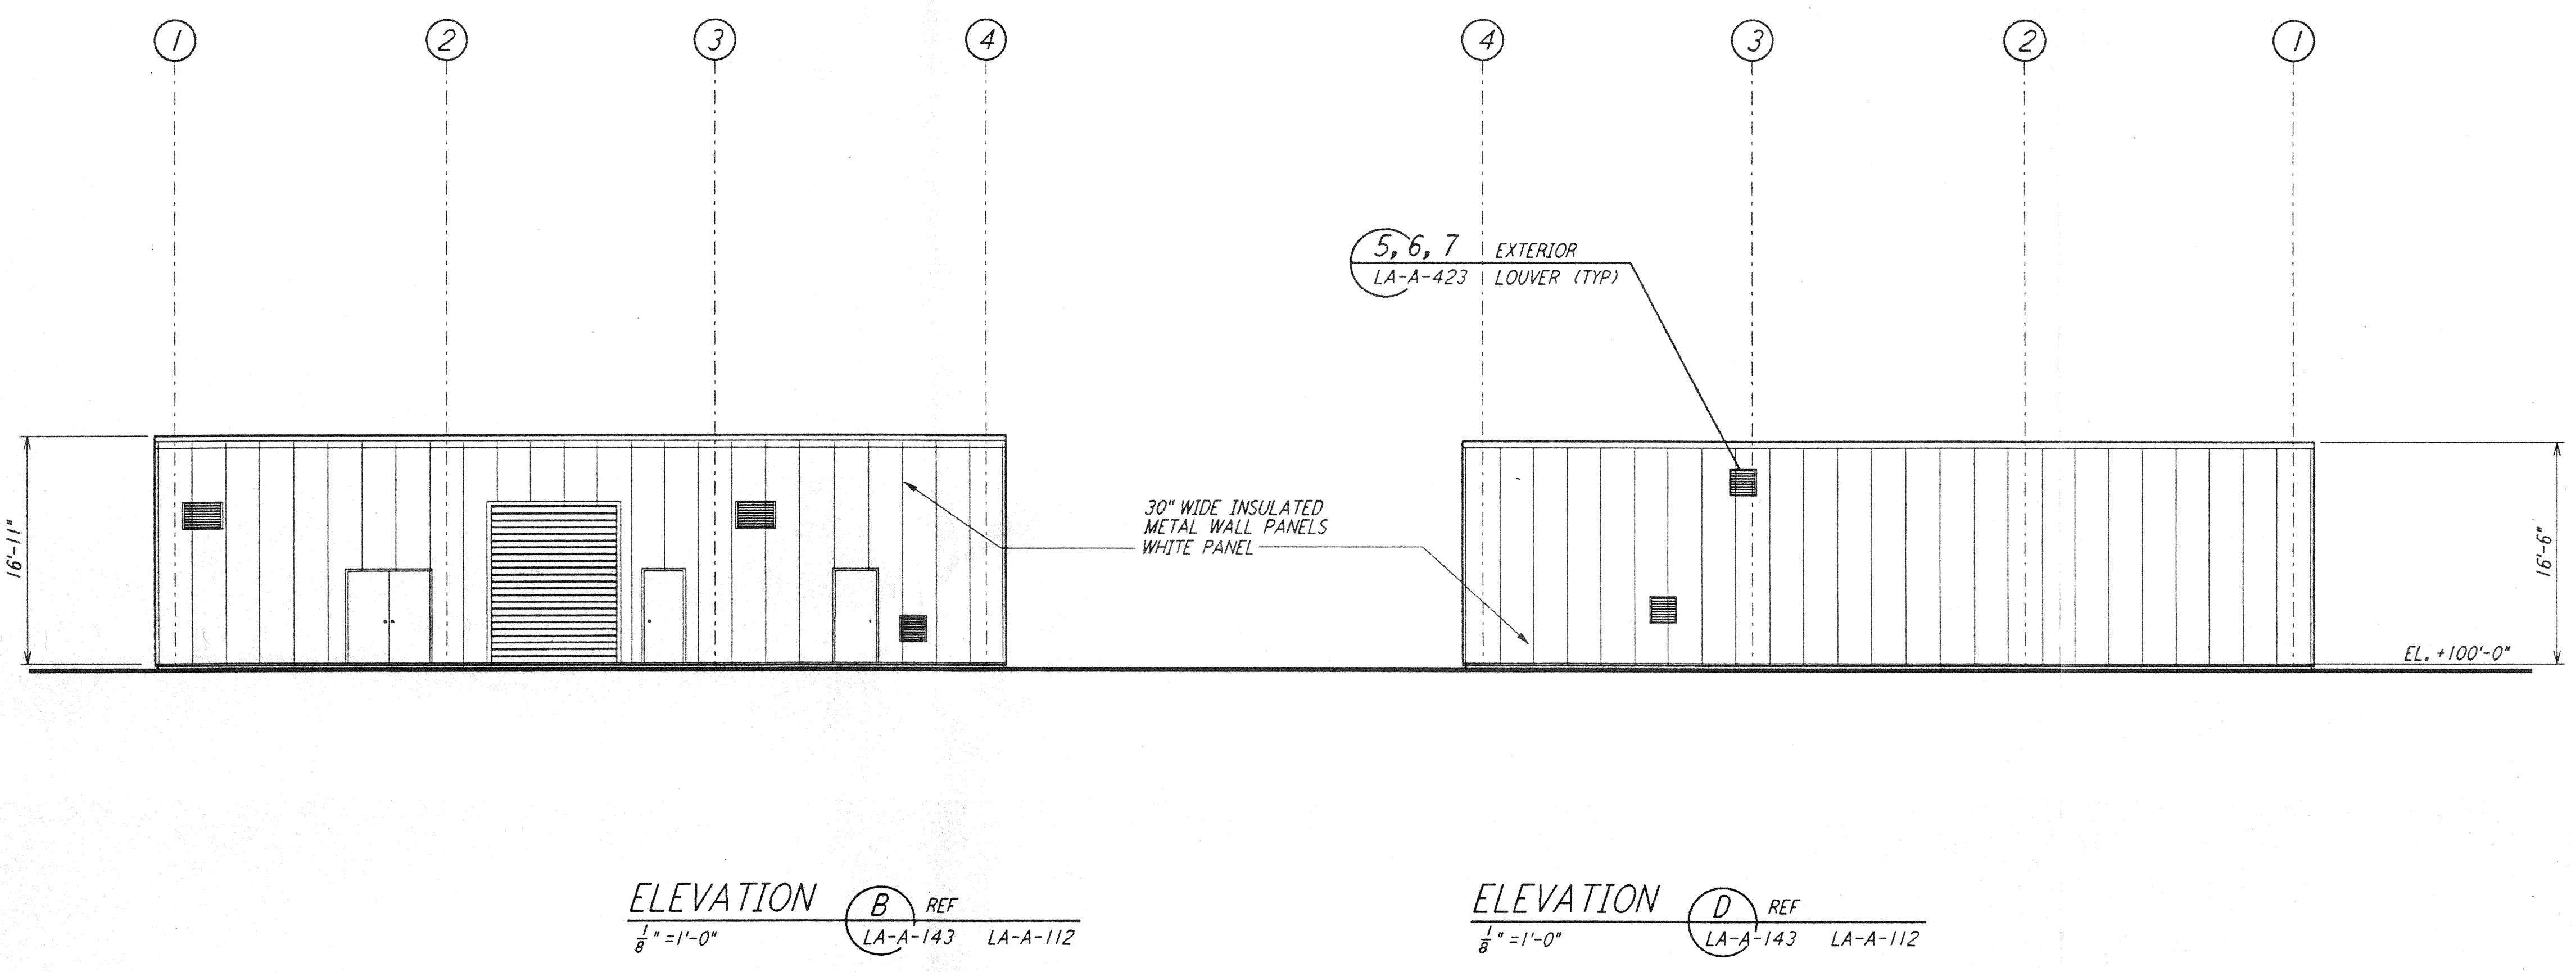 1 2 3 4
4 3 2 1
5, 6, 7 EXTERIOR
LA-A-423 LOUVER (TYP)
16'-11"
30" WIDE INSULATED
METAL WALL PANELS
WHITE PANEL
16'-6"
EL. +100'-0"
ELEVATION B REF
1/8" =1'-0" LA-A-143 LA-A-112
ELEVATION D REF
1/8" =1'-0" LA-A-143 LA-A-112